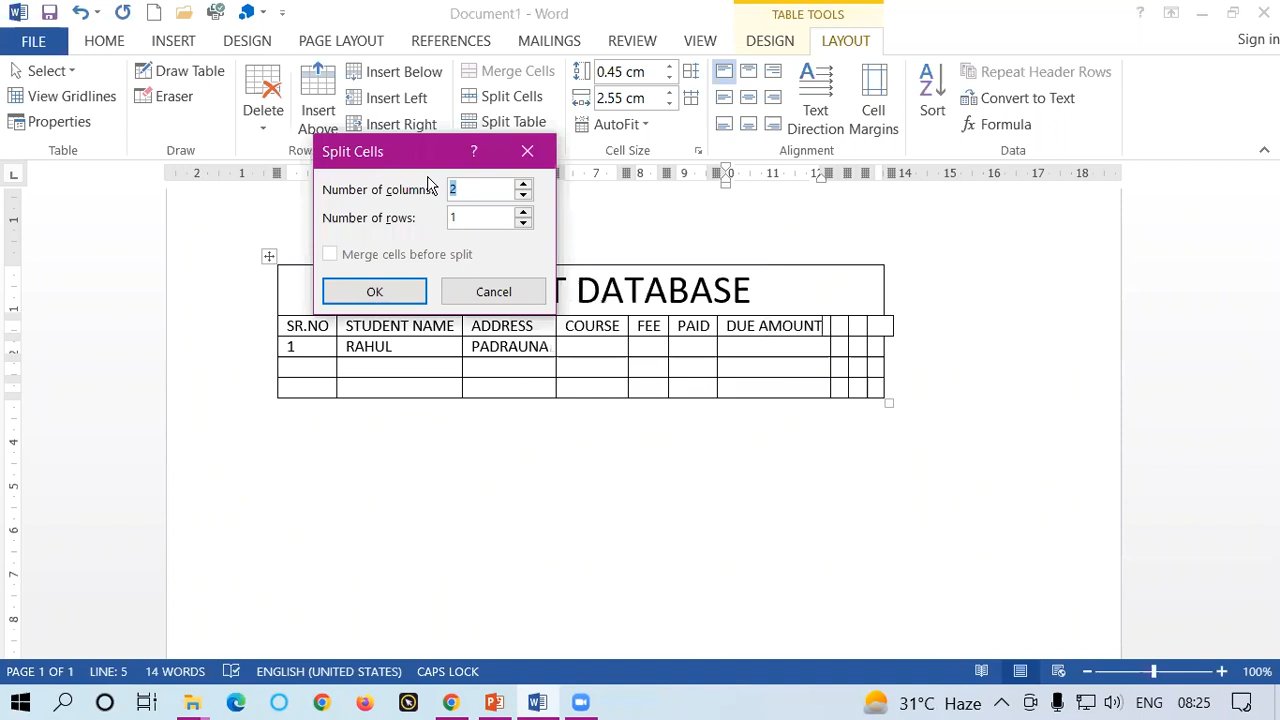 Document1 - Word
TABLE TOOLS
FILE
HOME
INSERT
DESIGN
PAGE LAYOUT
REFERENCES
MAILINGS
REVIEW
VIEW
DESIGN
LAYOUT
Sign in
Select
View Gridlines
Properties
Table
Draw Table
Eraser
Draw
Delete
Insert Above
Insert Below
Insert Left
Insert Right
Merge Cells
Split Cells
Split Table
0.45 cm
2.55 cm
AutoFit
Cell Size
Text Direction
Cell Margins
Alignment
Sort
Repeat Header Rows
Convert to Text
Formula
Data
Split Cells
Number of columns:
2
Number of rows:
1
Merge cells before split
OK
Cancel
DATABASE
SR.NO STUDENT NAME ADDRESS COURSE FEE PAID DUE AMOUNT
1 RAHUL PADRAUNA
PAGE 1 OF 1 LINE: 5 14 WORDS ENGLISH (UNITED STATES) CAPS LOCK 100%
31°C Haze ENG 08:25